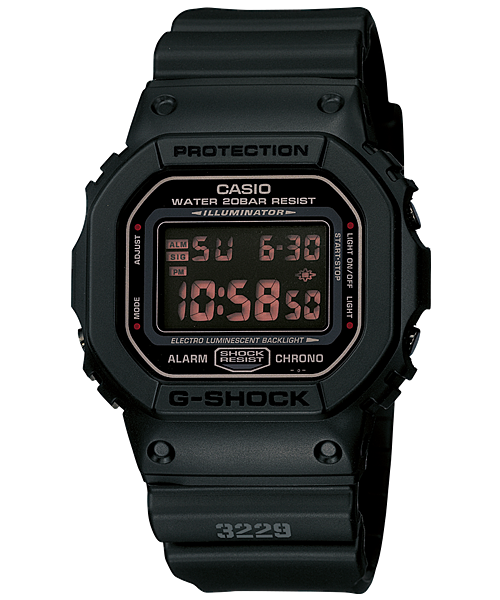 PROTECTION
CASIO
WATER 20BAR RESIST
ILLUMINATOR
ADJUST
MODE
ALM SU 6-30
SIG
PM
10:58 50
LIGHT ON/OFF
START•STOP
LIGHT
ELECTRO LUMINESCENT BACKLIGHT
ALARM SHOCK RESIST CHRONO
G-SHOCK
3229